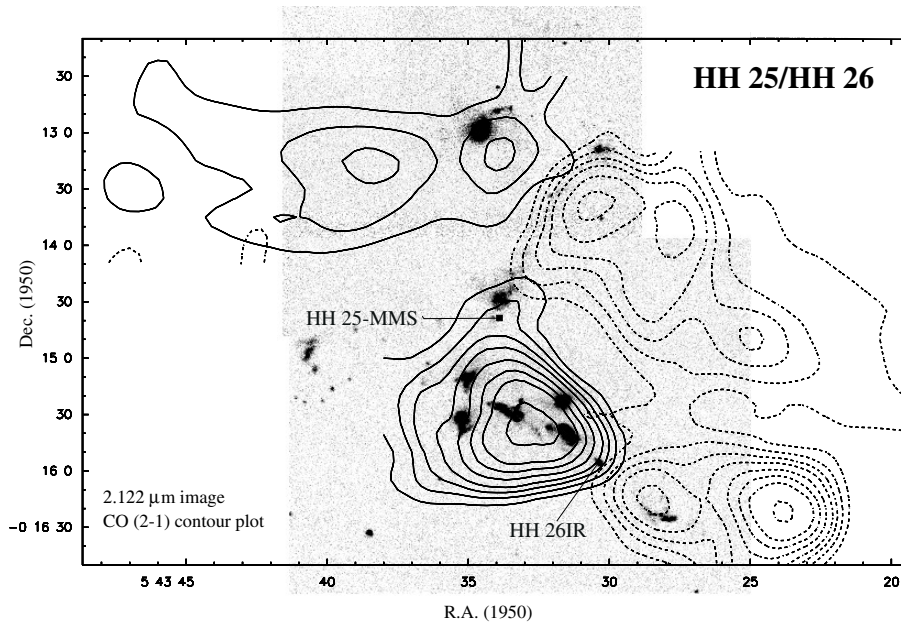 HH 25/HH 26
30
13 0
30
14 0
30
15 0
30
16 0
-0 16 30
Dec. (1950)
HH 25-MMS
HH 26IR
2.122 μm image
CO (2-1) contour plot
5 43 45
40
35
30
25
20
R.A. (1950)